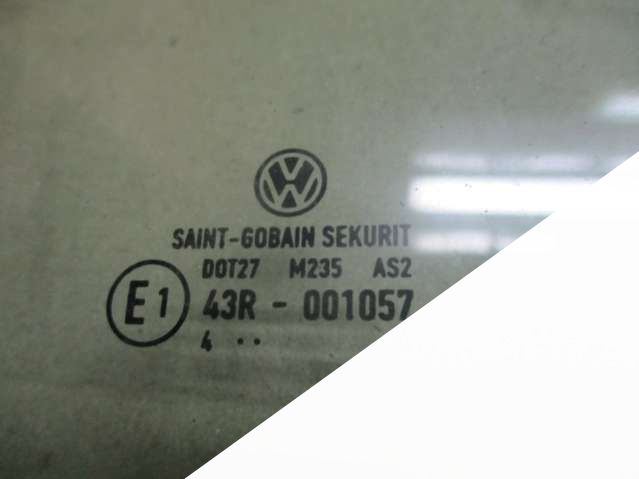 SAINT-GOBAIN SEKURIT
DOT27 M235 AS2
E1 43R - 001057
4 ··